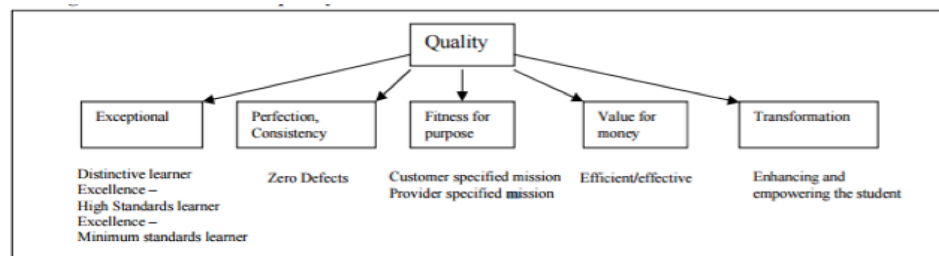 Quality
Exceptional
Perfection,
Consistency
Fitness for
purpose
Value for
money
Transformation
Distinctive learner
Excellence –
High Standards learner
Excellence –
Minimum standards learner
Zero Defects
Customer specified mission
Provider specified mission
Efficient/effective
Enhancing and
empowering the student